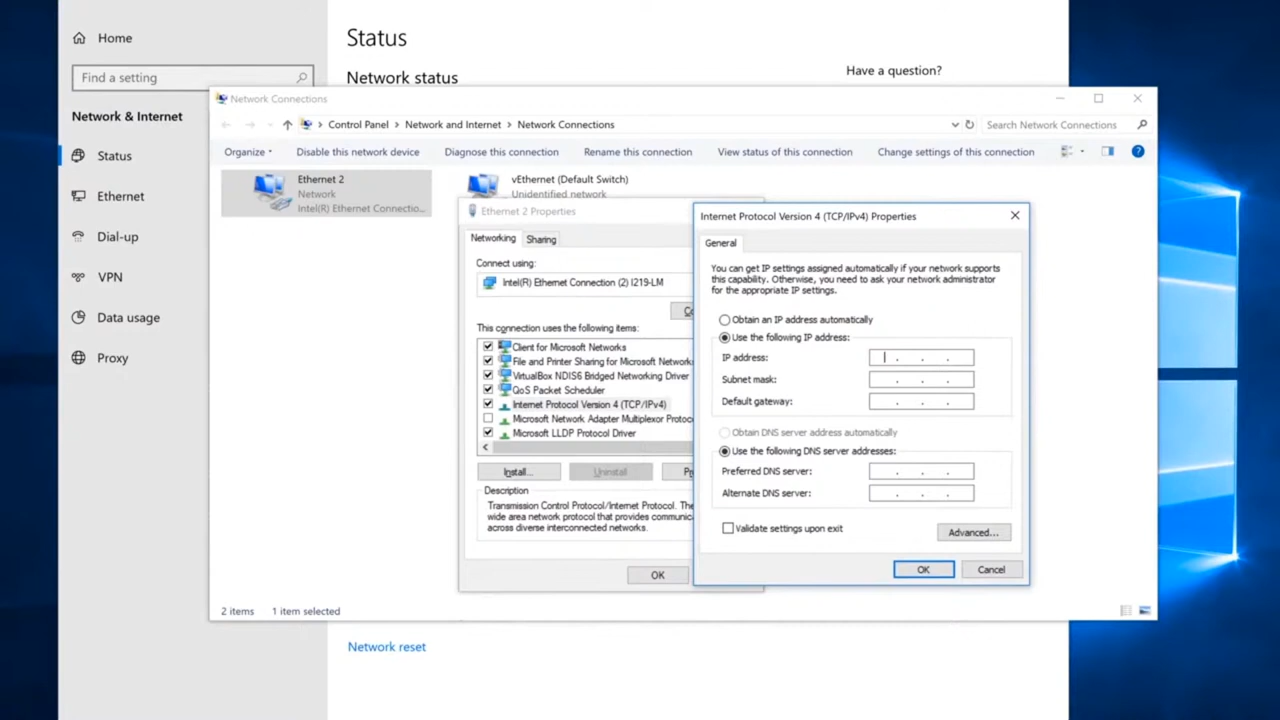 Home
Find a setting
Network & Internet
Status
Ethernet
Dial-up
VPN
Data usage
Proxy
Status
Network status
Have a question?
Network Connections
Control Panel > Network and Internet > Network Connections
Search Network Connections
Organize
Disable this network device
Diagnose this connection
Rename this connection
View status of this connection
Change settings of this connection
Ethernet 2
Network
Intel(R) Ethernet Connectio...
vEthernet (Default Switch)
Unidentified network
Ethernet 2 Properties
Networking
Sharing
Connect using:
Intel(R) Ethernet Connection (2) I219-LM
This connection uses the following items:
Client for Microsoft Networks
File and Printer Sharing for Microsoft Networks
VirtualBox NDIS6 Bridged Networking Driver
QoS Packet Scheduler
Internet Protocol Version 4 (TCP/IPv4)
Microsoft Network Adapter Multiplexor Protoco
Microsoft LLDP Protocol Driver
Install...
Uninstall
Description
Transmission Control Protocol/Internet Protocol. The
wide area network protocol that provides communic
across diverse interconnected networks.
OK
Internet Protocol Version 4 (TCP/IPv4) Properties
General
You can get IP settings assigned automatically if your network supports
this capability. Otherwise, you need to ask your network administrator
for the appropriate IP settings.
Obtain an IP address automatically
Use the following IP address:
IP address:
Subnet mask:
Default gateway:
Obtain DNS server address automatically
Use the following DNS server addresses:
Preferred DNS server:
Alternate DNS server:
Validate settings upon exit
Advanced...
OK
Cancel
2 items
1 item selected
Network reset